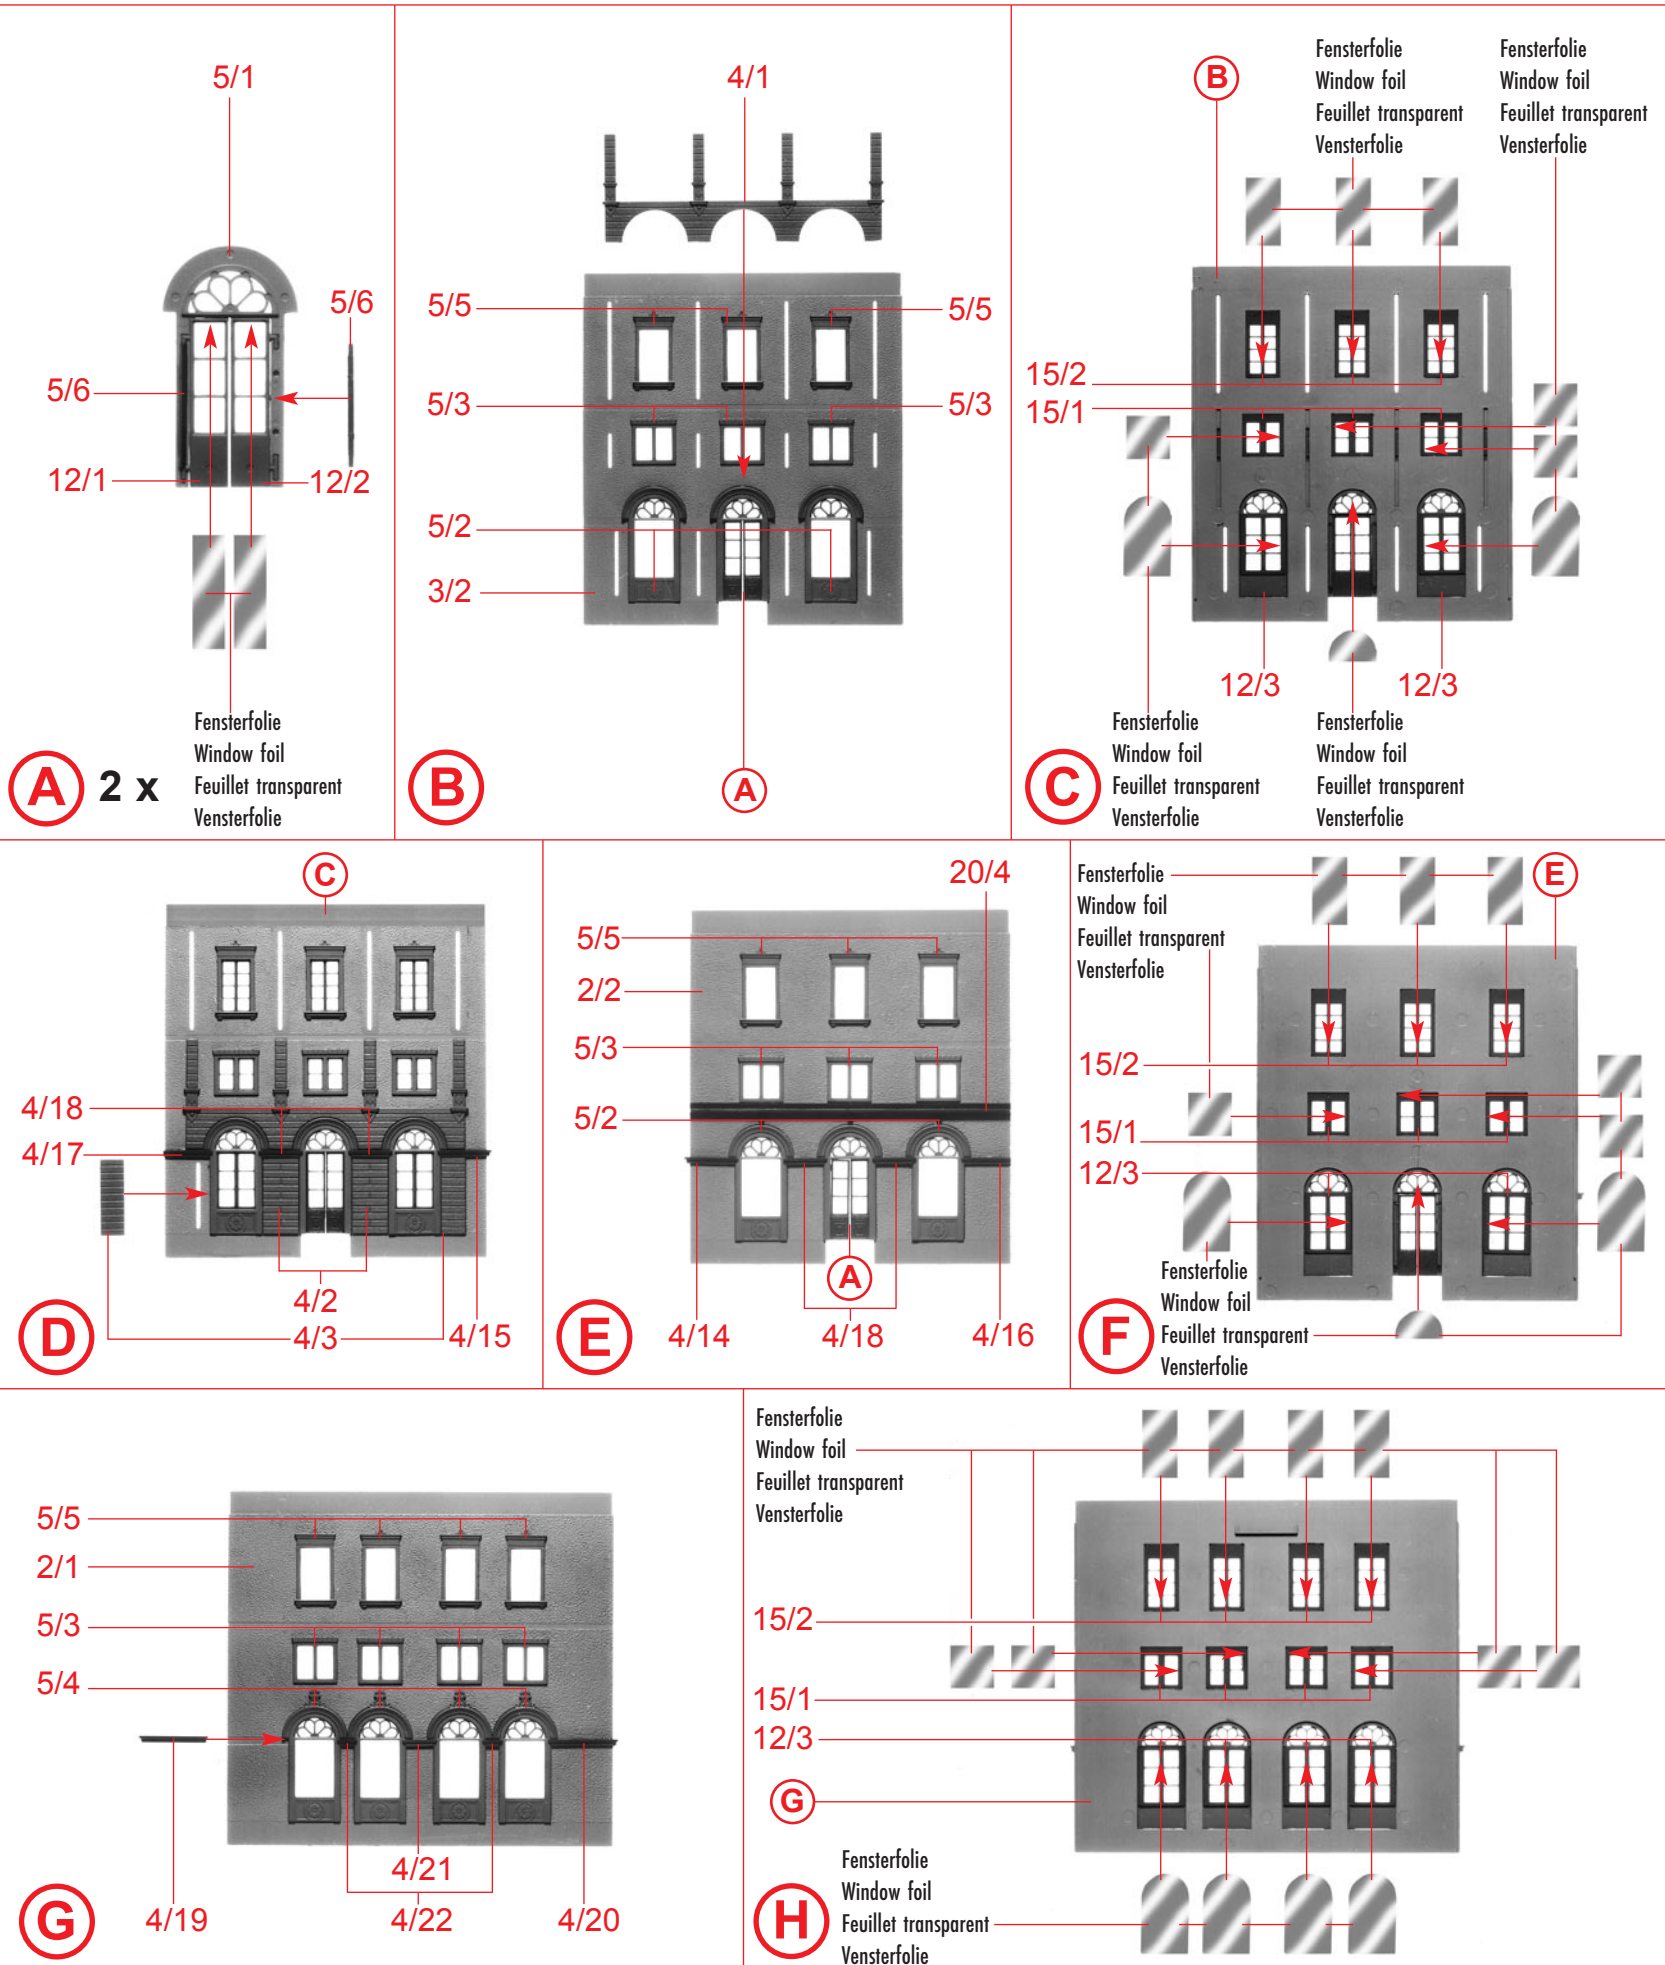 5/1
5/6
5/6
12/1
12/2
Fensterfolie
Window foil
Feuillet transparent
Vensterfolie
A 2 x
4/1
5/5
5/5
5/3
5/3
5/2
3/2
A
B
B
Fensterfolie
Window foil
Feuillet transparent
Vensterfolie
Fensterfolie
Window foil
Feuillet transparent
Vensterfolie
15/2
15/1
12/3
12/3
Fensterfolie
Window foil
Feuillet transparent
Vensterfolie
Fensterfolie
Window foil
Feuillet transparent
Vensterfolie
C
C
4/18
4/17
4/2
4/3
4/15
D
20/4
5/5
2/2
5/3
5/2
A
4/14
4/18
4/16
E
Fensterfolie
Window foil
Feuillet transparent
Vensterfolie
E
15/2
15/1
12/3
Fensterfolie
Window foil
Feuillet transparent
Vensterfolie
F
5/5
2/1
5/3
5/4
4/21
4/19
4/22
4/20
G
Fensterfolie
Window foil
Feuillet transparent
Vensterfolie
15/2
15/1
12/3
G
Fensterfolie
Window foil
Feuillet transparent
Vensterfolie
H